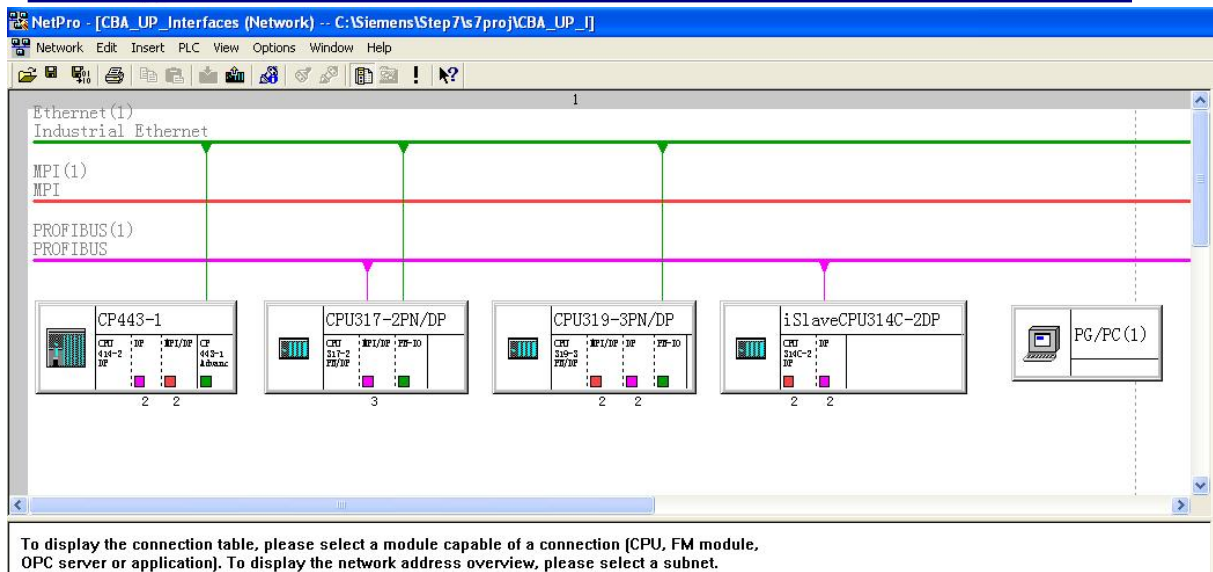 NetPro - [CBA_UP_Interfaces (Network) -- C:\Siemens\Step7\s7proj\CBA_UP_I]
Network Edit Insert PLC View Options Window Help
1
Ethernet(1)
Industrial Ethernet
MPI(1)
MPI
PROFIBUS(1)
PROFIBUS
CP443-1
CPU
414-2
DP
DP
MPI/DP
CP
443-1
Advanc
2 2
CPU317-2PN/DP
CPU
317-2
PN/DP
MPI/DP
PN-IO
3
CPU319-3PN/DP
CPU
319-3
PN/DP
MPI/DP
DP
PN-IO
2 2
iSlaveCPU314C-2DP
CPU
314C-2
DP
DP
2 2
PG/PC(1)
To display the connection table, please select a module capable of a connection (CPU, FM module,
OPC server or application). To display the network address overview, please select a subnet.